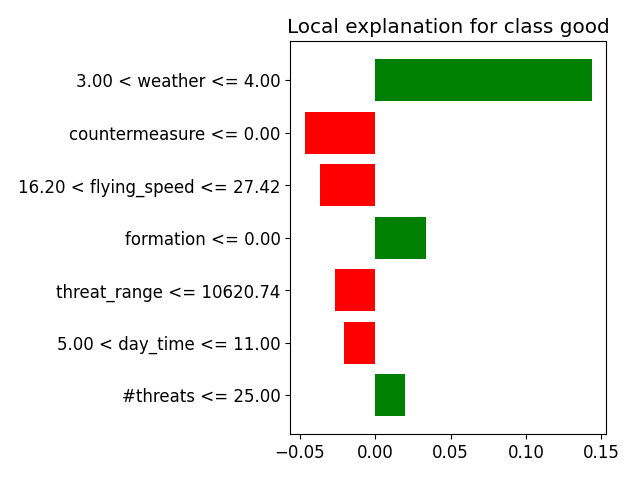 Local explanation for class good
3.00 < weather <= 4.00
countermeasure <= 0.00
16.20 < flying_speed <= 27.42
formation <= 0.00
threat_range <= 10620.74
5.00 < day_time <= 11.00
#threats <= 25.00
−0.05 0.00 0.05 0.10 0.15